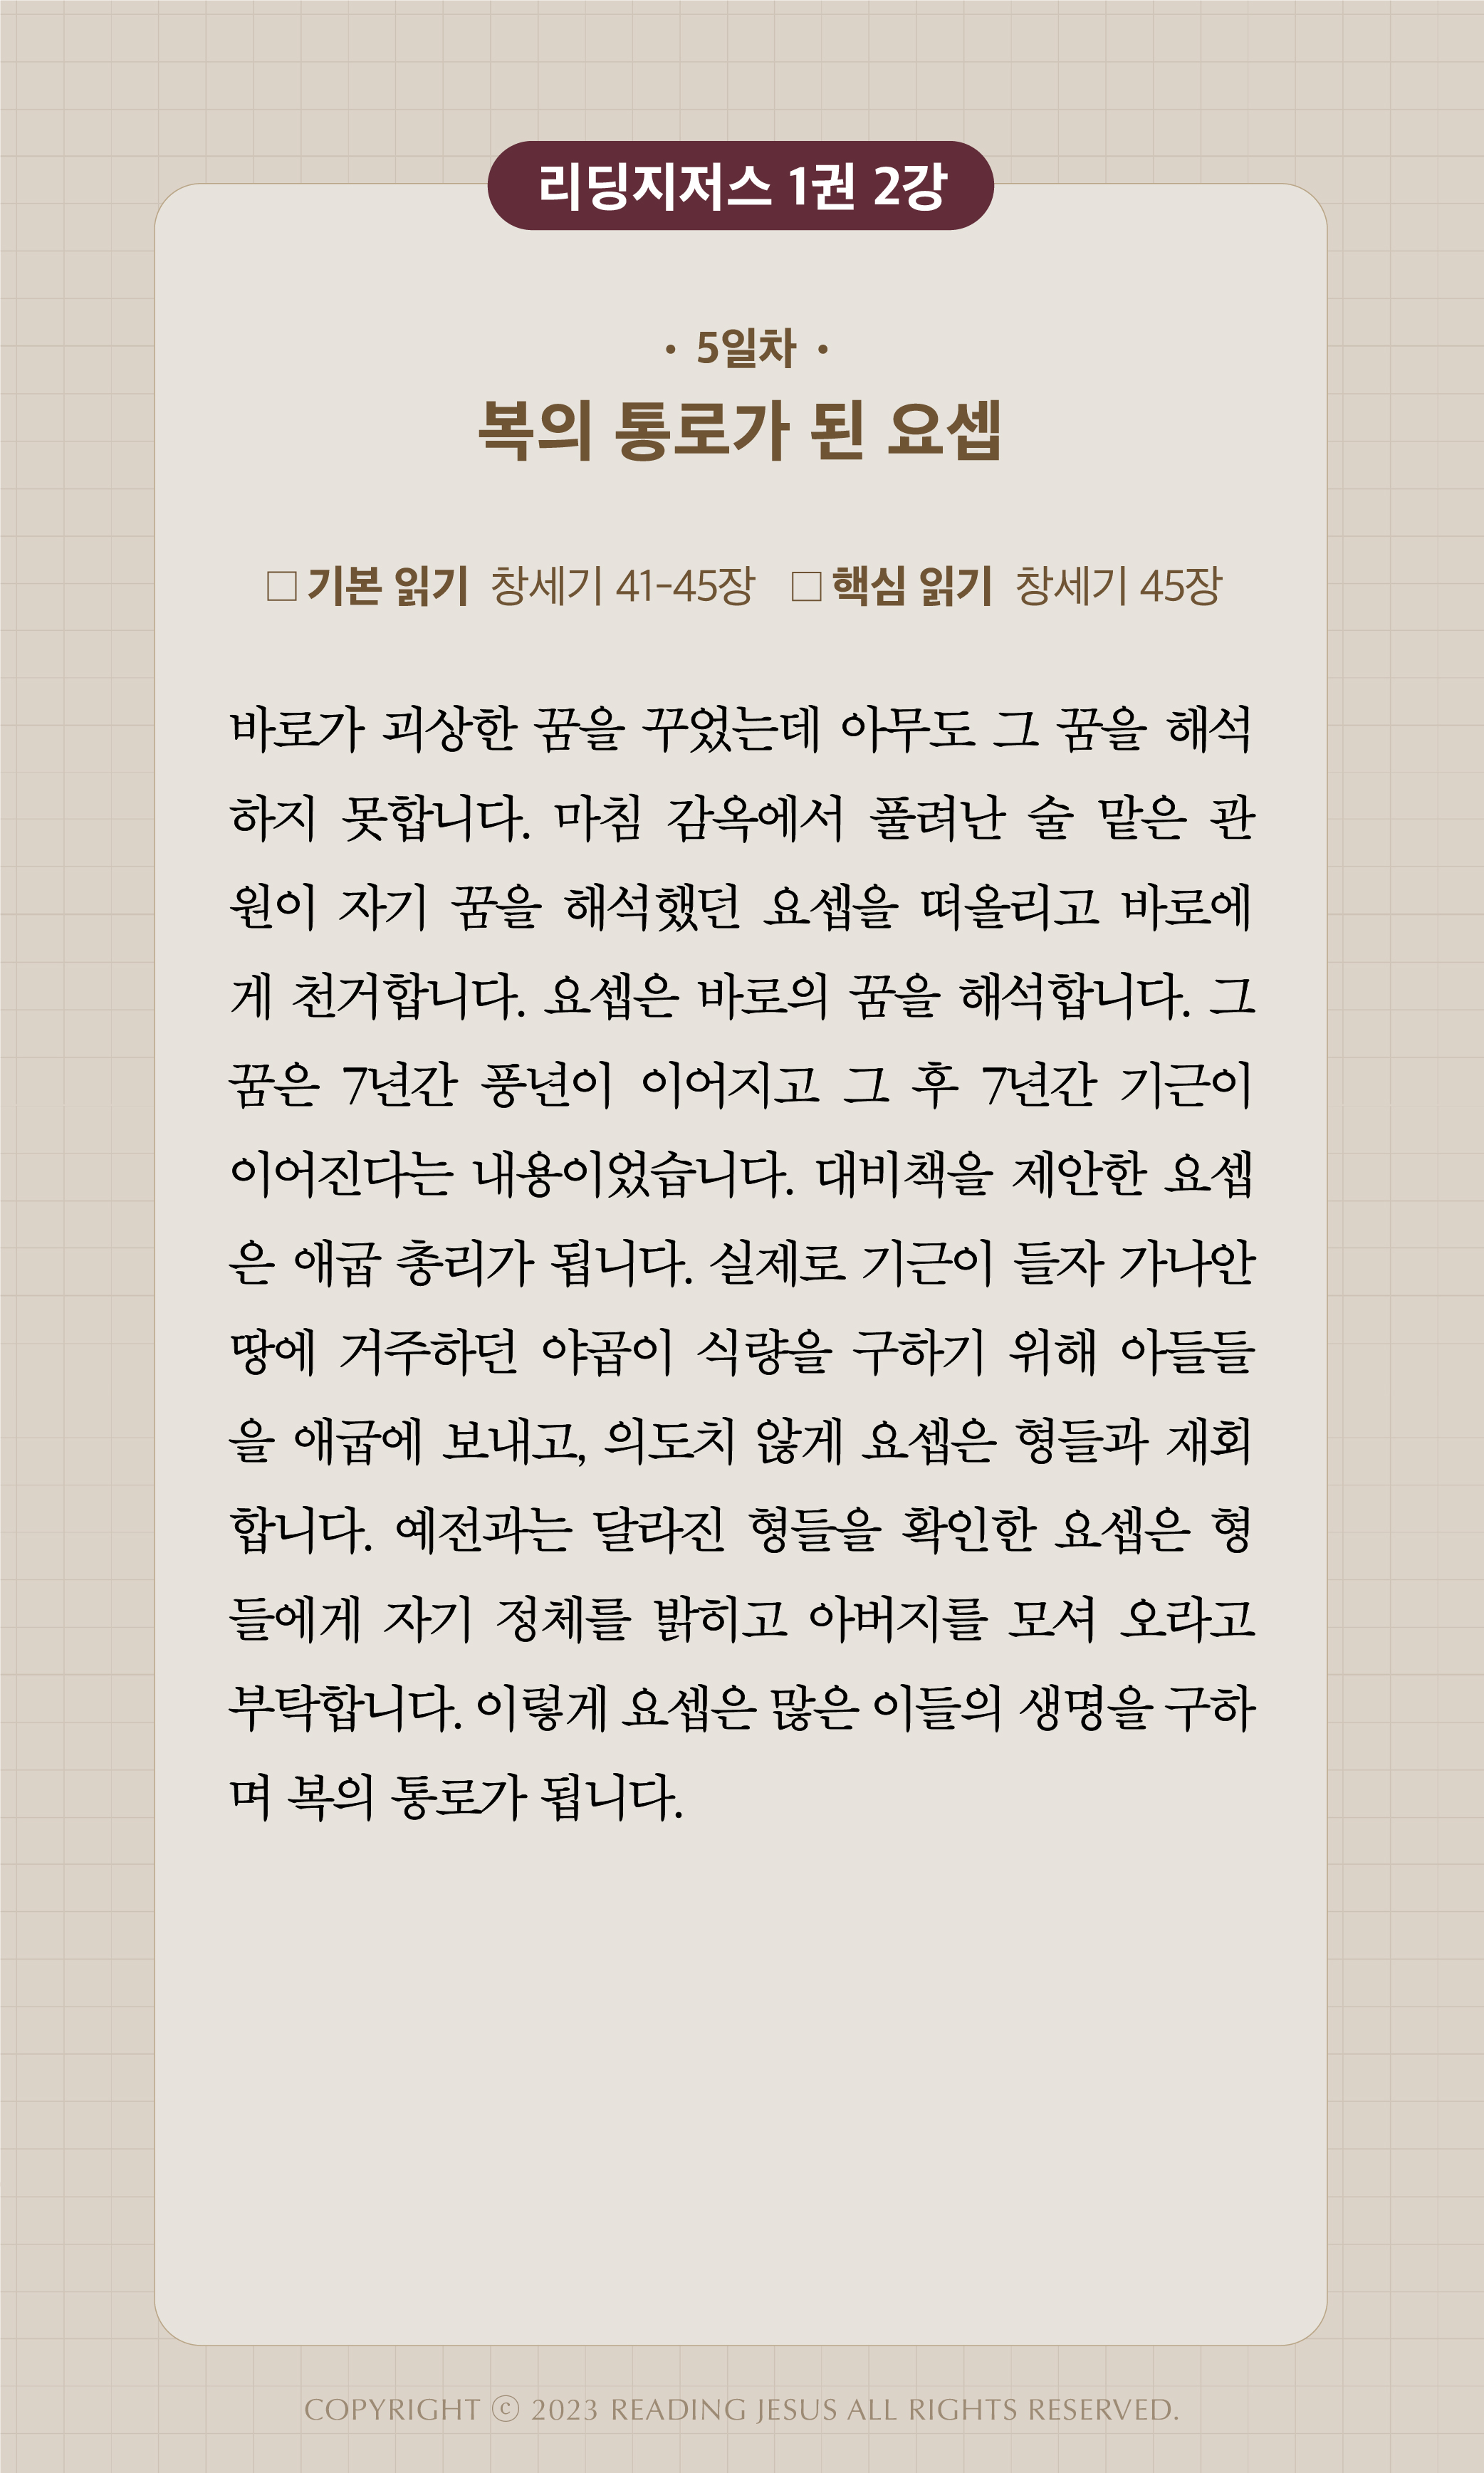 리딩지저스 1권 2강
· 5일차 ·
복의 통로가 된 요셉
□ 기본 읽기 창세기 41-45장 □ 핵심 읽기 창세기 45장
바로가 괴상한 꿈을 꾸었는데 아무도 그 꿈을 해석
하지 못합니다. 마침 감옥에서 풀려난 술 맡은 관
원이 자기 꿈을 해석했던 요셉을 떠올리고 바로에
게 천거합니다. 요셉은 바로의 꿈을 해석합니다. 그
꿈은 7년간 풍년이 이어지고 그 후 7년간 기근이
이어진다는 내용이었습니다. 대비책을 제안한 요셉
은 애굽 총리가 됩니다. 실제로 기근이 들자 가나안
땅에 거주하던 야곱이 식량을 구하기 위해 아들들
을 애굽에 보내고, 의도치 않게 요셉은 형들과 재회
합니다. 예전과는 달라진 형들을 확인한 요셉은 형
들에게 자기 정체를 밝히고 아버지를 모셔 오라고
부탁합니다. 이렇게 요셉은 많은 이들의 생명을 구하
며 복의 통로가 됩니다.
COPYRIGHT ⓒ 2023 READING JESUS ALL RIGHTS RESERVED.